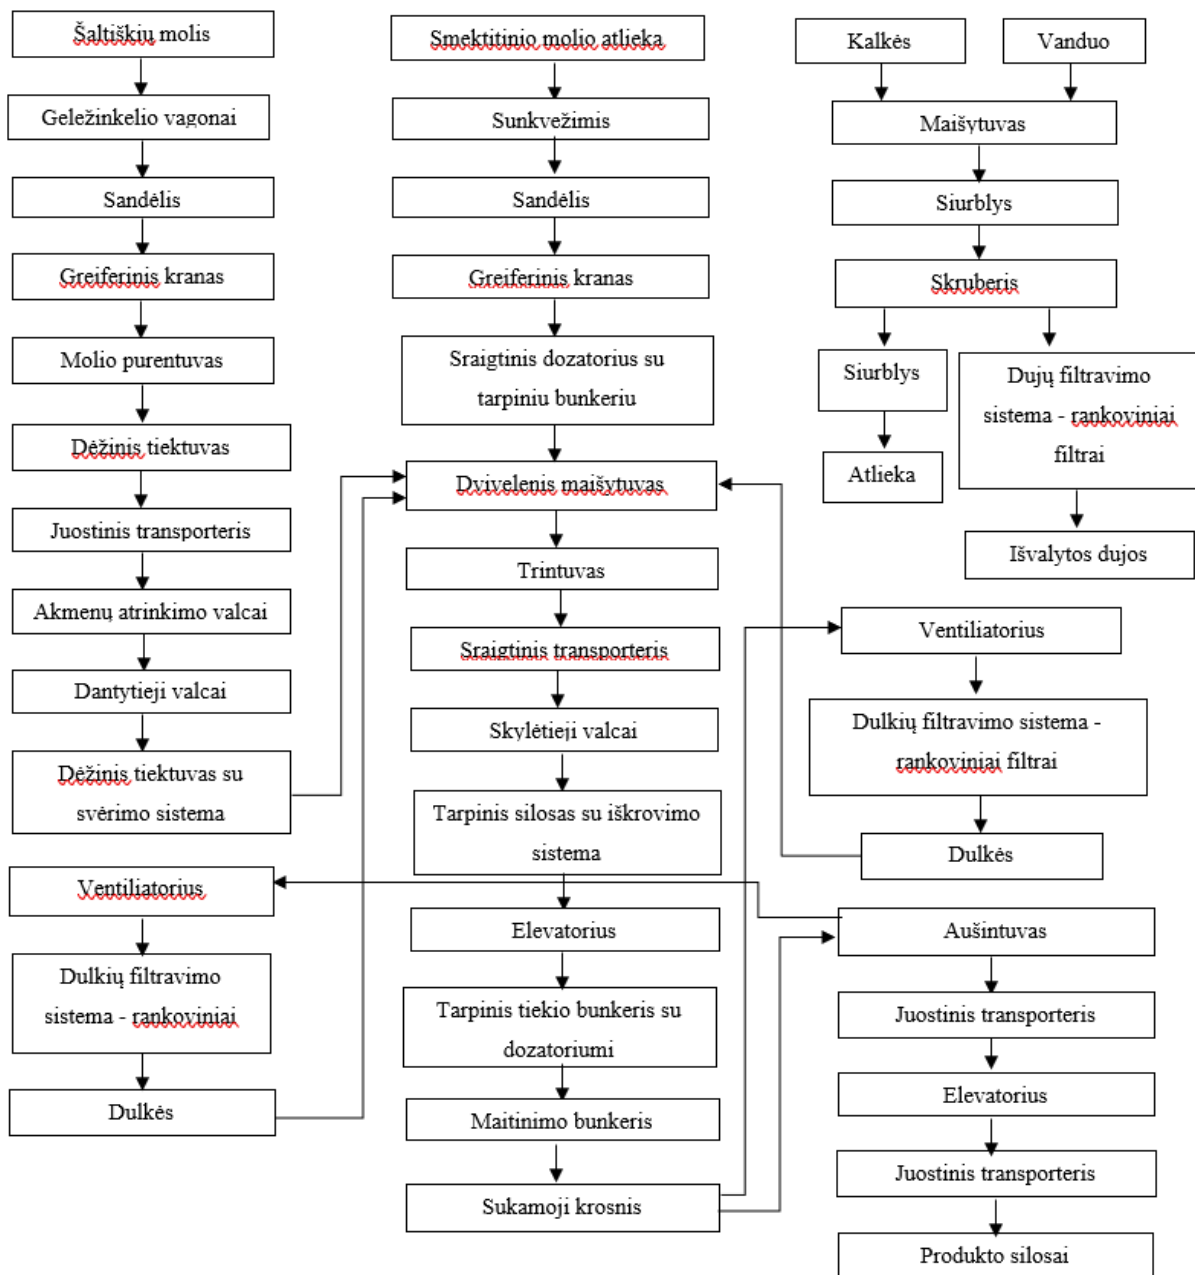 Šaltiškių molis
Geležinkelio vagonai
Sandėlis
Greiferinis kranas
Molio purentuvas
Dėžinis tiektuvas
Juostinis transporteris
Akmenų atrinkimo valcai
Dantytieji valcai
Dėžinis tiektuvas su
svėrimo sistema
Ventiliatorius
Dulkių filtravimo
sistema - rankoviniai
Dulkės
Smektitinio molio atlieka
Sunkvežimis
Sandėlis
Greiferinis kranas
Sraigtinis dozatorius su
tarpiniu bunkeriu
Dvivelenis maišytuvas
Trintuvas
Sraigtinis transporteris
Skylėtieji valcai
Tarpinis silosas su iškrovimo
sistema
Elevatorius
Tarpinis tiekio bunkeris su
dozatoriumi
Maitinimo bunkeris
Sukamoji krosnis
Kalkės
Vanduo
Maišytuvas
Siurblys
Skruberis
Siurblys
Atlieka
Dujų filtravimo
sistema - rankoviniai
filtrai
Išvalytos dujos
Ventiliatorius
Dulkių filtravimo sistema -
rankoviniai filtrai
Dulkės
Aušintuvas
Juostinis transporteris
Elevatorius
Juostinis transporteris
Produkto silosai